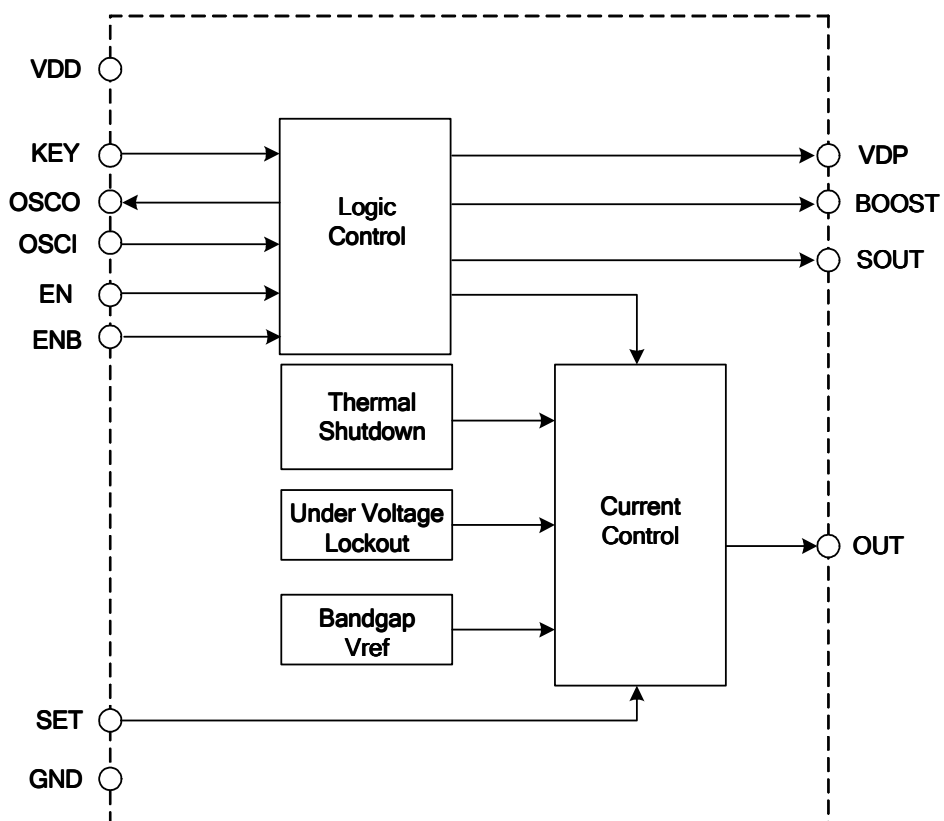 VDD
KEY
OSCO
OSCI
EN
ENB
SET
GND
Logic
Control
Thermal
Shutdown
Under Voltage
Lockout
Bandgap
Vref
Current
Control
VDP
BOOST
SOUT
OUT